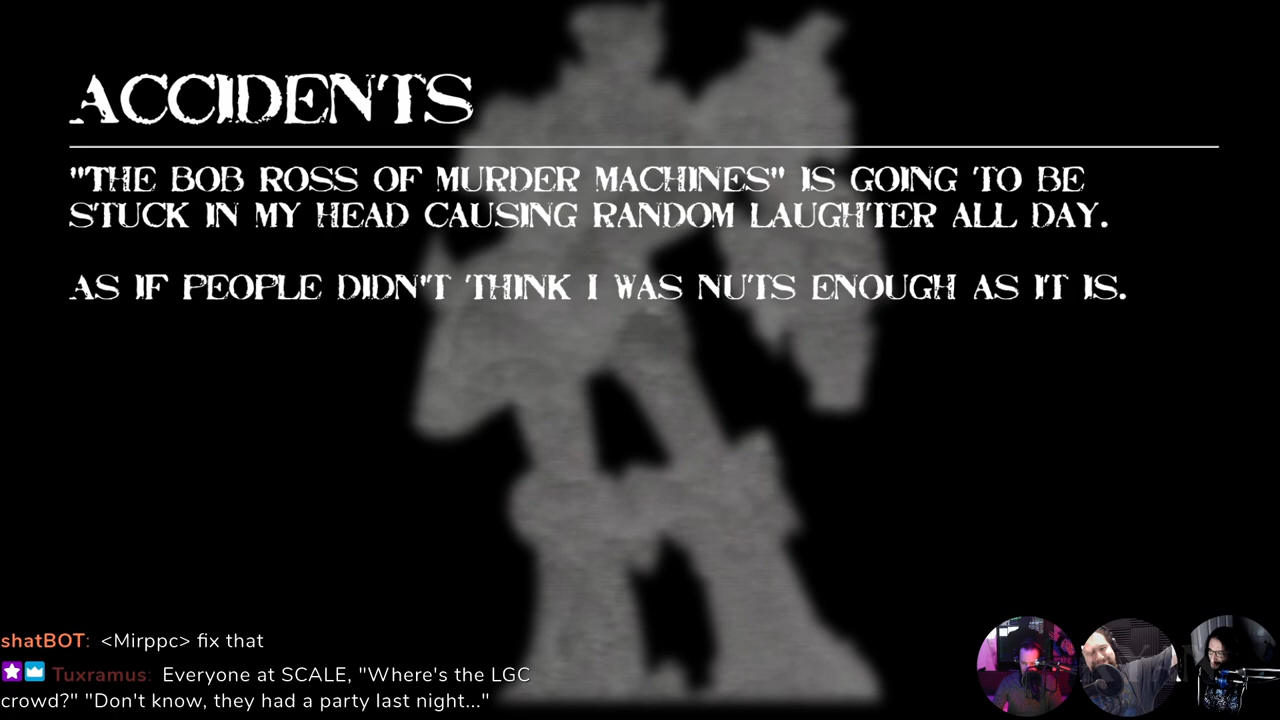 ACCIDENTS
"THE BOB ROSS OF MURDER MACHINES" IS GOING TO BE
STUCK IN MY HEAD CAUSING RANDOM LAUGHTER ALL DAY.
AS IF PEOPLE DIDN'T THINK I WAS NUTS ENOUGH AS IT IS.
shatBOT: <Mirppc> fix that
Tuxramus: Everyone at SCALE, "Where's the LGC
crowd?" "Don't know, they had a party last night..."